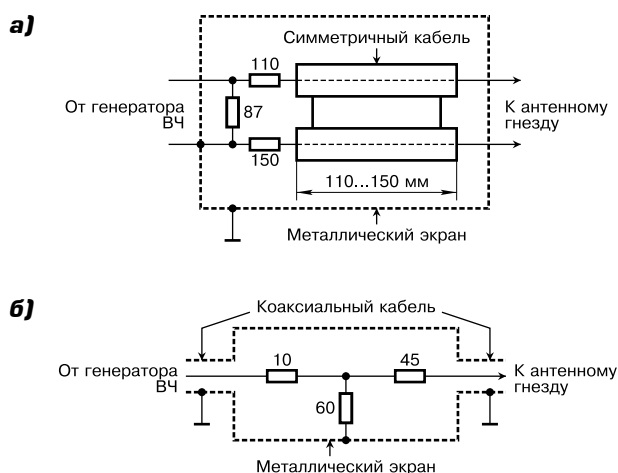 а)
Симметричный кабель
110
От генератора
ВЧ
87
К антенному
гнезду
150
110...150 мм
Металлический экран
б)
Коаксиальный кабель
От генератора
ВЧ
10
45
К антенному
гнезду
60
Металлический экран